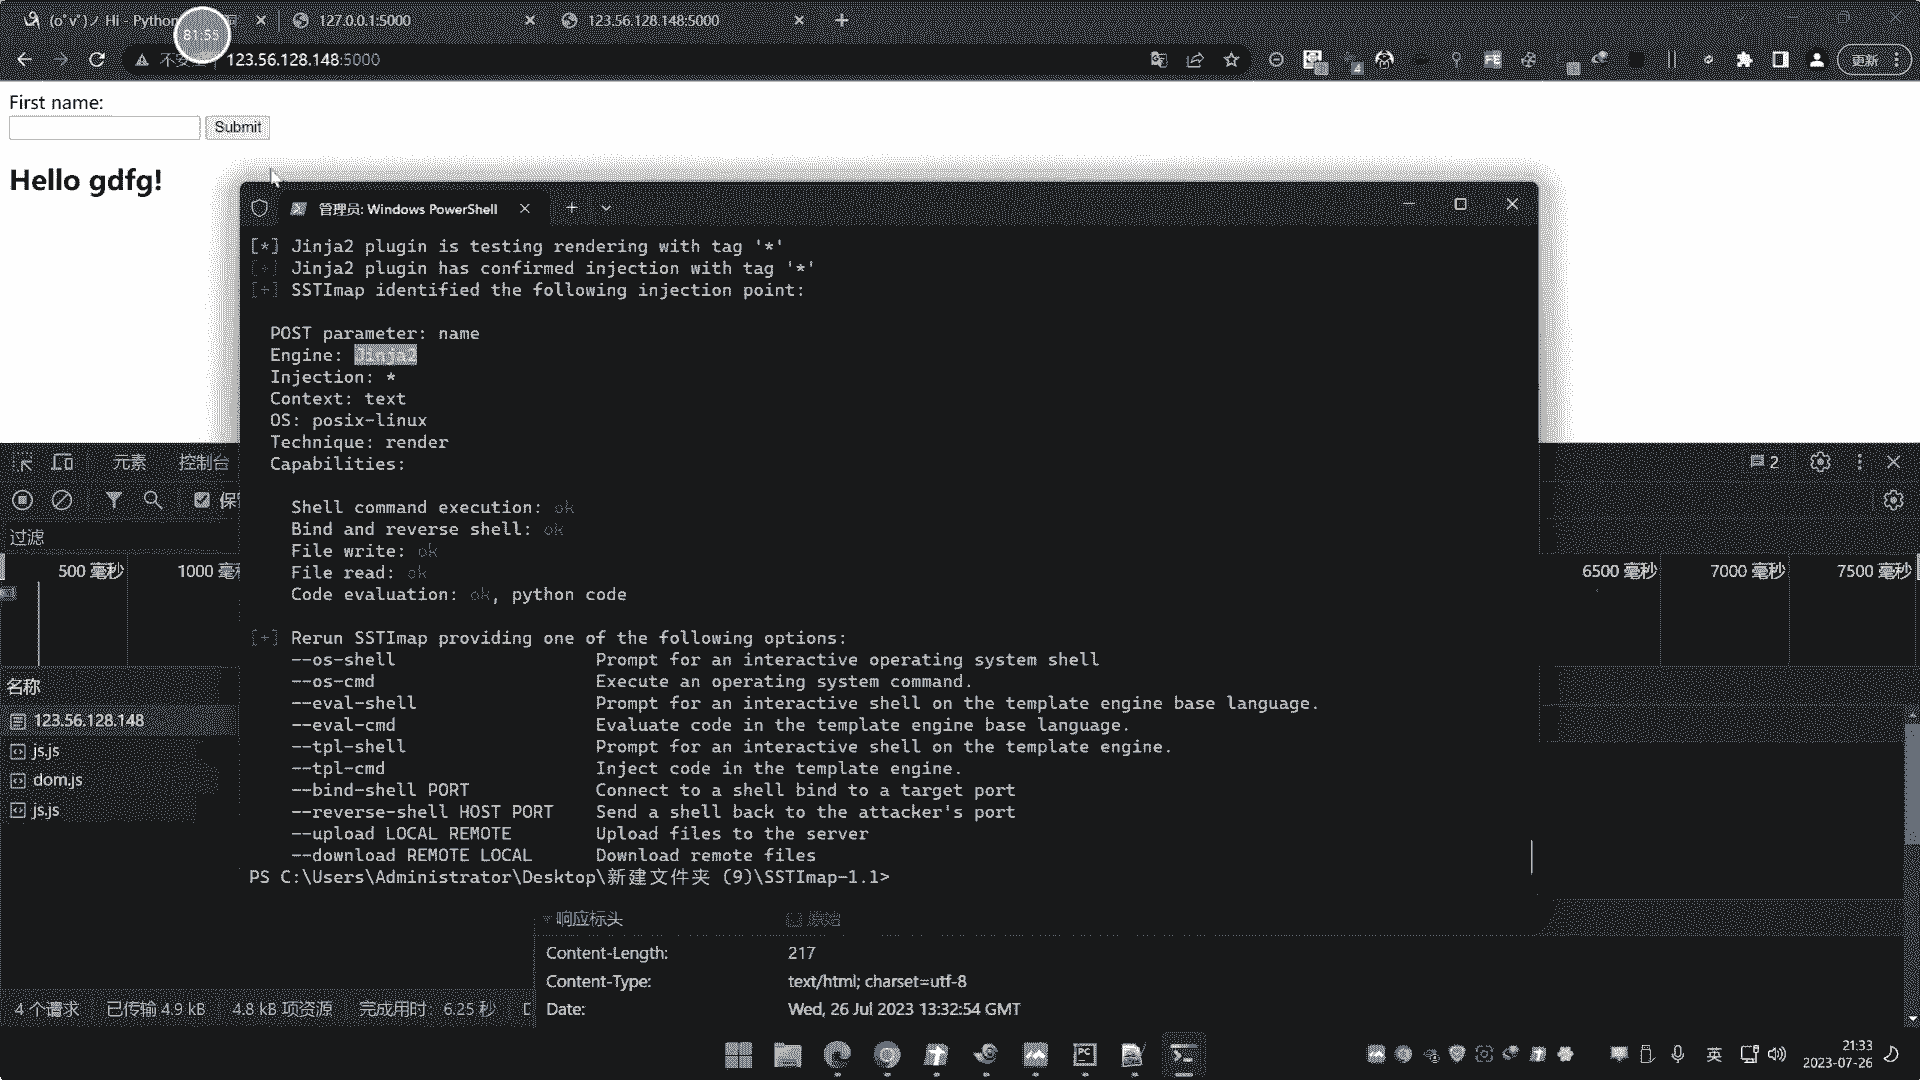 (o゚v゚)ノ Hi - Python
127.0.0.1:5000
123.56.128.148:5000
81:55
123.56.128.148:5000
更新
First name:
Submit
Hello gdfg!
管理员: Windows PowerShell
[*] Jinja2 plugin is testing rendering with tag '*'
[+] Jinja2 plugin has confirmed injection with tag '*'
[+] SSTImap identified the following injection point:
POST parameter: name
Engine: Jinja2
Injection: *
Context: text
OS: posix-linux
Technique: render
Capabilities:
Shell command execution: ok
Bind and reverse shell: ok
File write: ok
File read: ok
Code evaluation: ok, python code
[+] Rerun SSTImap providing one of the following options:
--os-shell Prompt for an interactive operating system shell
--os-cmd Execute an operating system command.
--eval-shell Prompt for an interactive shell on the template engine base language.
--eval-cmd Evaluate code in the template engine base language.
--tpl-shell Prompt for an interactive shell on the template engine.
--tpl-cmd Inject code in the template engine.
--bind-shell PORT Connect to a shell bind to a target port
--reverse-shell HOST PORT Send a shell back to the attacker's port
--upload LOCAL REMOTE Upload files to the server
--download REMOTE LOCAL Download remote files
PS C:\Users\Administrator\Desktop\新建文件夹 (9)\SSTImap-1.1>
元素
控制台
2
过滤
500 毫秒
1000 毫
6500 毫秒
7000 毫秒
7500 毫秒
名称
123.56.128.148
js.js
dom.js
js.js
响应标头
原始
Content-Length: 217
Content-Type: text/html; charset=utf-8
Date: Wed, 26 Jul 2023 13:32:54 GMT
4 个请求
已传输 4.9 kB
4.8 kB 项资源
完成用时: 6.25 秒
英
21:33
2023-07-26